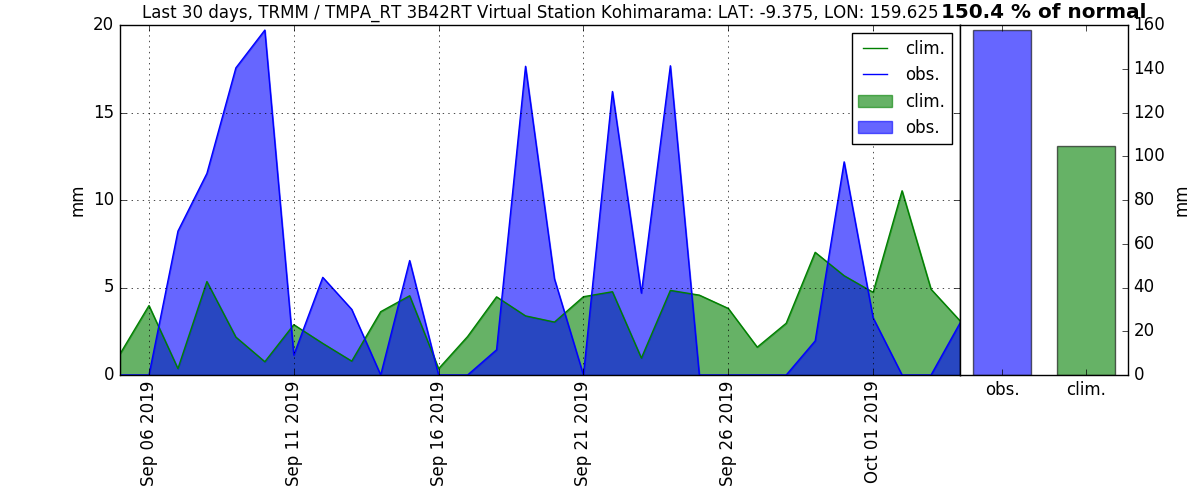 Last 30 days, TRMM / TMPA_RT 3B42RT Virtual Station Kohimarama: LAT: -9.375, LON: 159.625
150.4 % of normal
20
15
10
5
0
mm
clim.
obs.
clim.
obs.
Sep 06 2019
Sep 11 2019
Sep 16 2019
Sep 21 2019
Sep 26 2019
Oct 01 2019
160
140
120
100
80
60
40
20
0
mm
obs.
clim.